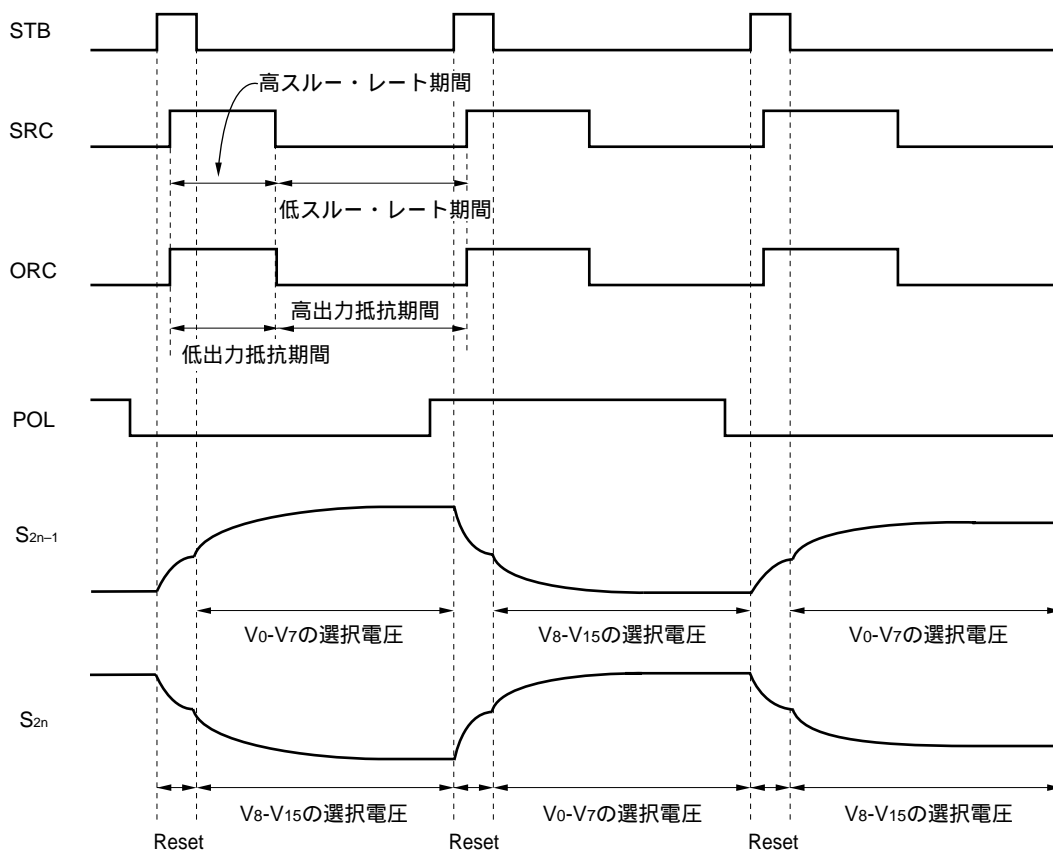 STB
高スルー・レート期間
SRC
低スルー・レート期間
ORC
高出力抵抗期間
低出力抵抗期間
POL
S2n–1
V0-V7の選択電圧 V8-V15の選択電圧 V0-V7の選択電圧
S2n
V8-V15の選択電圧 V0-V7の選択電圧 V8-V15の選択電圧
Reset Reset Reset